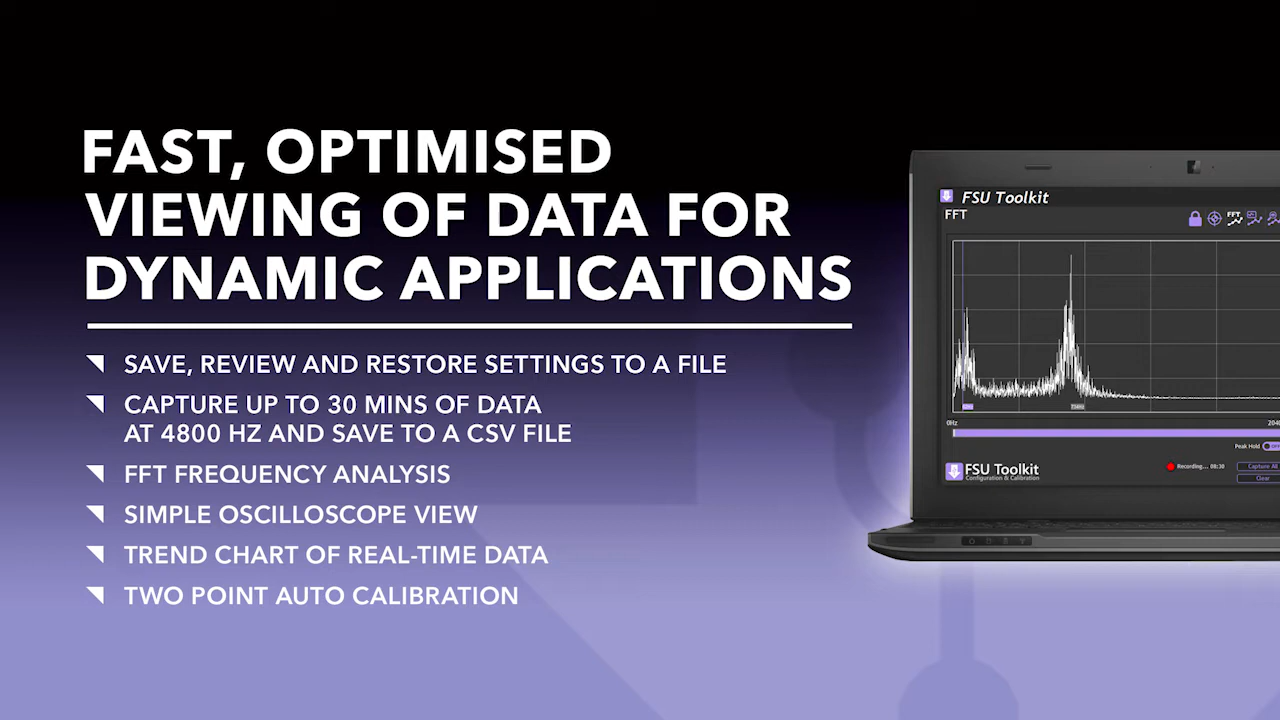 FAST, OPTIMISED
VIEWING OF DATA FOR
DYNAMIC APPLICATIONS
SAVE, REVIEW AND RESTORE SETTINGS TO A FILE
CAPTURE UP TO 30 MINS OF DATA
AT 4800 HZ AND SAVE TO A CSV FILE
FFT FREQUENCY ANALYSIS
SIMPLE OSCILLOSCOPE VIEW
TREND CHART OF REAL-TIME DATA
TWO POINT AUTO CALIBRATION
FSU Toolkit
FFT
FFT
0Hz
Peak Hold
FSU Toolkit
Configuration & Calibration
Recording... 08:30
Capture All
Clear